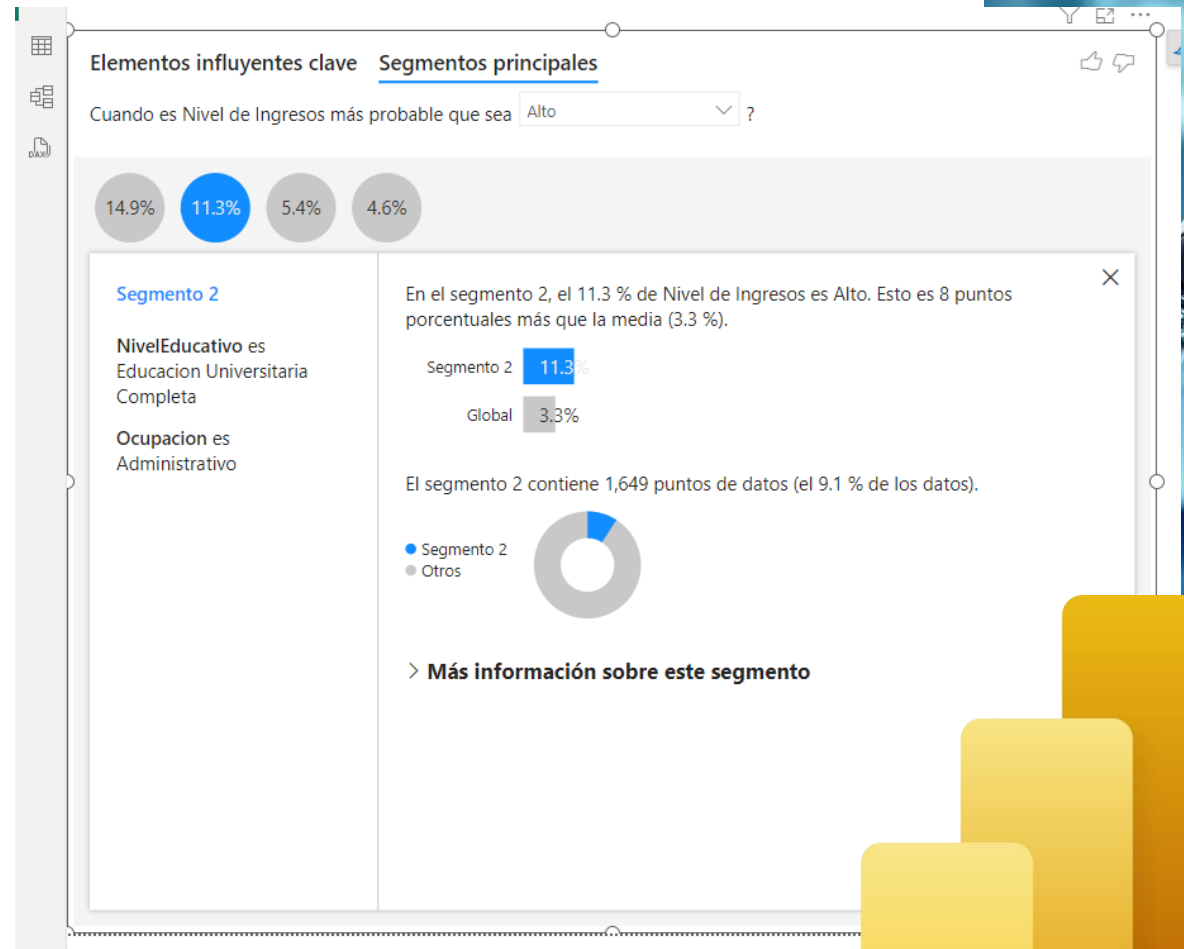 Elementos influyentes clave Segmentos principales
Cuando es Nivel de Ingresos más probable que sea Alto ?
DAX
14.9% 11.3% 5.4% 4.6%
Segmento 2
NivelEducativo es
Educacion Universitaria
Completa
Ocupacion es
Administrativo
En el segmento 2, el 11.3 % de Nivel de Ingresos es Alto. Esto es 8 puntos
porcentuales más que la media (3.3 %).
Segmento 2 11.3%
Global 3.3%
El segmento 2 contiene 1,649 puntos de datos (el 9.1 % de los datos).
Segmento 2
Otros
Más información sobre este segmento